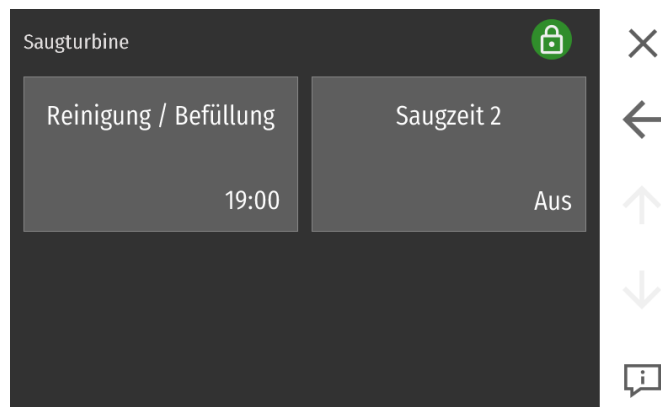 Saugturbine
Reinigung / Befüllung
19:00
Saugzeit 2
Aus